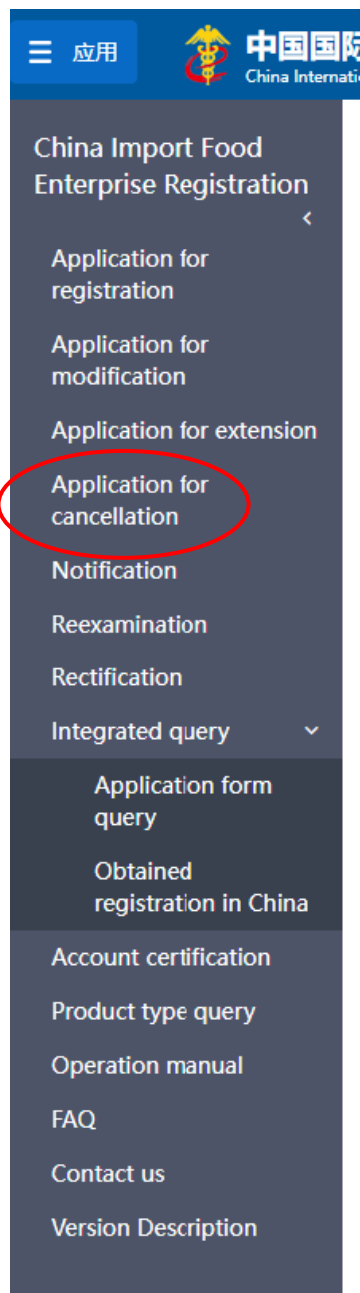 应用
中国国际
China Internati
China Import Food
Enterprise Registration
Application for
registration
Application for
modification
Application for extension
Application for
cancellation
Notification
Reexamination
Rectification
Integrated query
Application form
query
Obtained
registration in China
Account certification
Product type query
Operation manual
FAQ
Contact us
Version Description